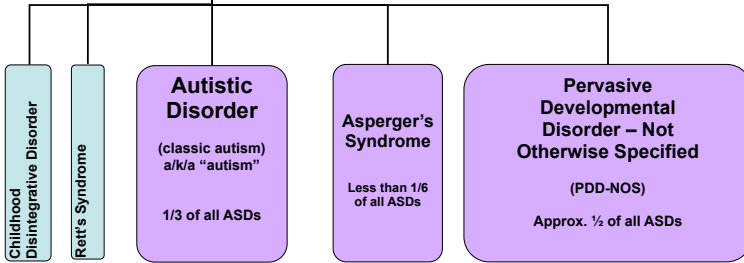 Childhood
Disintegrative Disorder
Rett's Syndrome
Autistic
Disorder
(classic autism)
a/k/a “autism”
1/3 of all ASDs
Asperger’s
Syndrome
Less than 1/6
of all ASDs
Pervasive
Developmental
Disorder – Not
Otherwise Specified
(PDD-NOS)
Approx. ½ of all ASDs